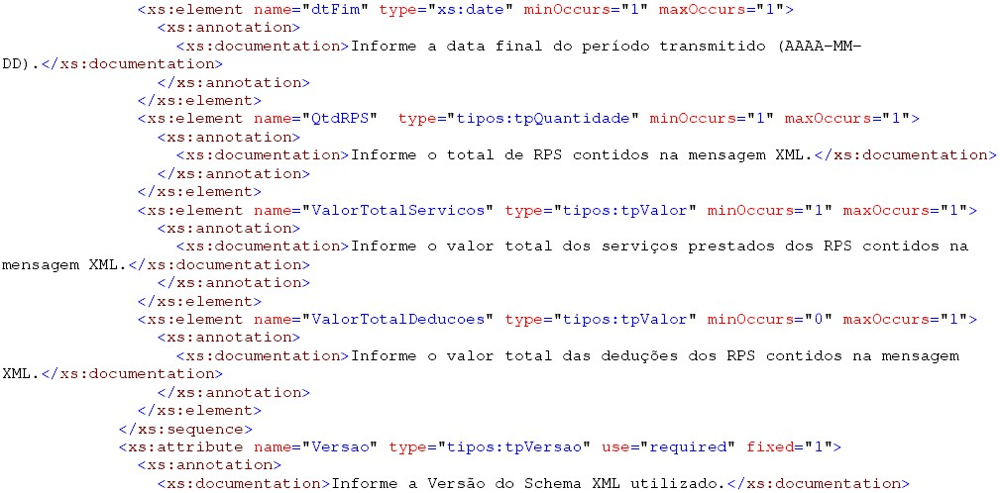 <xs:element name="dtFim" type="xs:date" minOccurs="1" maxOccurs="1">
<xs:annotation>
<xs:documentation>Informe a data final do período transmitido (AAAA-MM-
DD).</xs:documentation>
</xs:annotation>
</xs:element>
<xs:element name="QtdRPS"  type="tipos:tpQuantidade" minOccurs="1" maxOccurs="1">
<xs:annotation>
<xs:documentation>Informe o total de RPS contidos na mensagem XML.</xs:documentation>
</xs:annotation>
</xs:element>
<xs:element name="ValorTotalServicos" type="tipos:tpValor" minOccurs="1" maxOccurs="1">
<xs:annotation>
<xs:documentation>Informe o valor total dos serviços prestados dos RPS contidos na
mensagem XML.</xs:documentation>
</xs:annotation>
</xs:element>
<xs:element name="ValorTotalDeducoes" type="tipos:tpValor" minOccurs="0" maxOccurs="1">
<xs:annotation>
<xs:documentation>Informe o valor total das deduções dos RPS contidos na mensagem
XML.</xs:documentation>
</xs:annotation>
</xs:element>
</xs:sequence>
<xs:attribute name="Versao" type="tipos:tpVersao" use="required" fixed="1">
<xs:annotation>
<xs:documentation>Informe a Versão do Schema XML utilizado.</xs:documentation>